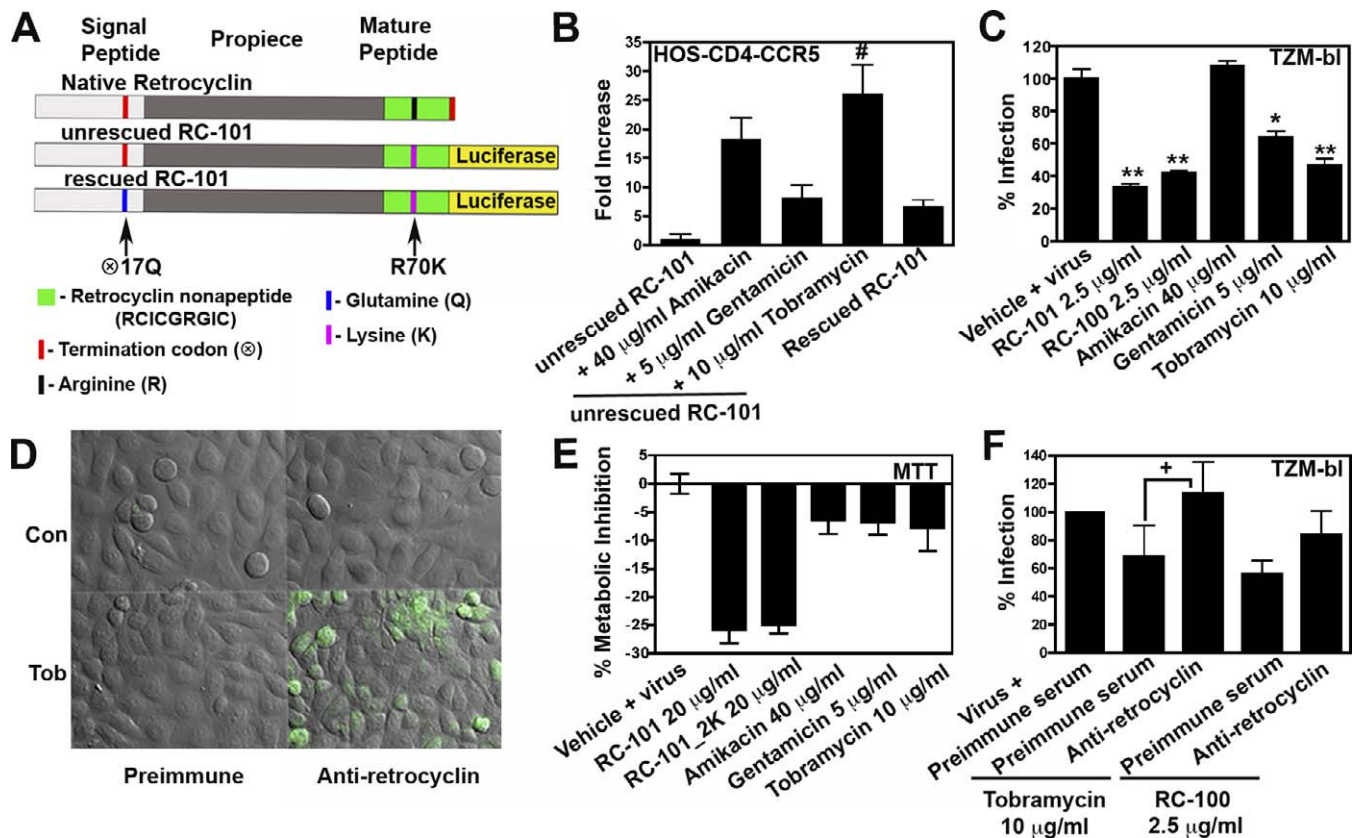 A
Signal Peptide
Propiece
Mature Peptide
Native Retrocyclin
unrescued RC-101
Luciferase
rescued RC-101
Luciferase
⊗17Q
R70K
- Retrocyclin nonapeptide
(RCICGRGIC)
- Termination codon (⊗)
- Arginine (R)
- Glutamine (Q)
- Lysine (K)
B
HOS-CD4-CCR5
#
Fold Increase
35
30
25
20
15
10
5
0
unrescued RC-101
+ 40 μg/ml Amikacin
+ 5 μg/ml Gentamicin
+ 10 μg/ml Tobramycin
Rescued RC-101
unrescued RC-101
C
TZM-bl
% Infection
120
100
80
60
40
20
0
**
**
*
**
Vehicle + virus
RC-101 2.5 μg/ml
RC-100 2.5 μg/ml
Amikacin 40 μg/ml
Gentamicin 5 μg/ml
Tobramycin 10 μg/ml
D
Con
Tob
Preimmune
Anti-retrocyclin
E
MTT
% Metabolic Inhibition
5
0
-5
-10
-15
-20
-25
-30
Vehicle + virus
RC-101 20 μg/ml
RC-101_2K 20 μg/ml
Amikacin 40 μg/ml
Gentamicin 5 μg/ml
Tobramycin 10 μg/ml
F
TZM-bl
+
% Infection
140
120
100
80
60
40
20
0
Virus +
Preimmune serum
Preimmune serum
Anti-retrocyclin
Preimmune serum
Anti-retrocyclin
Tobramycin
10 μg/ml
RC-100
2.5 μg/ml